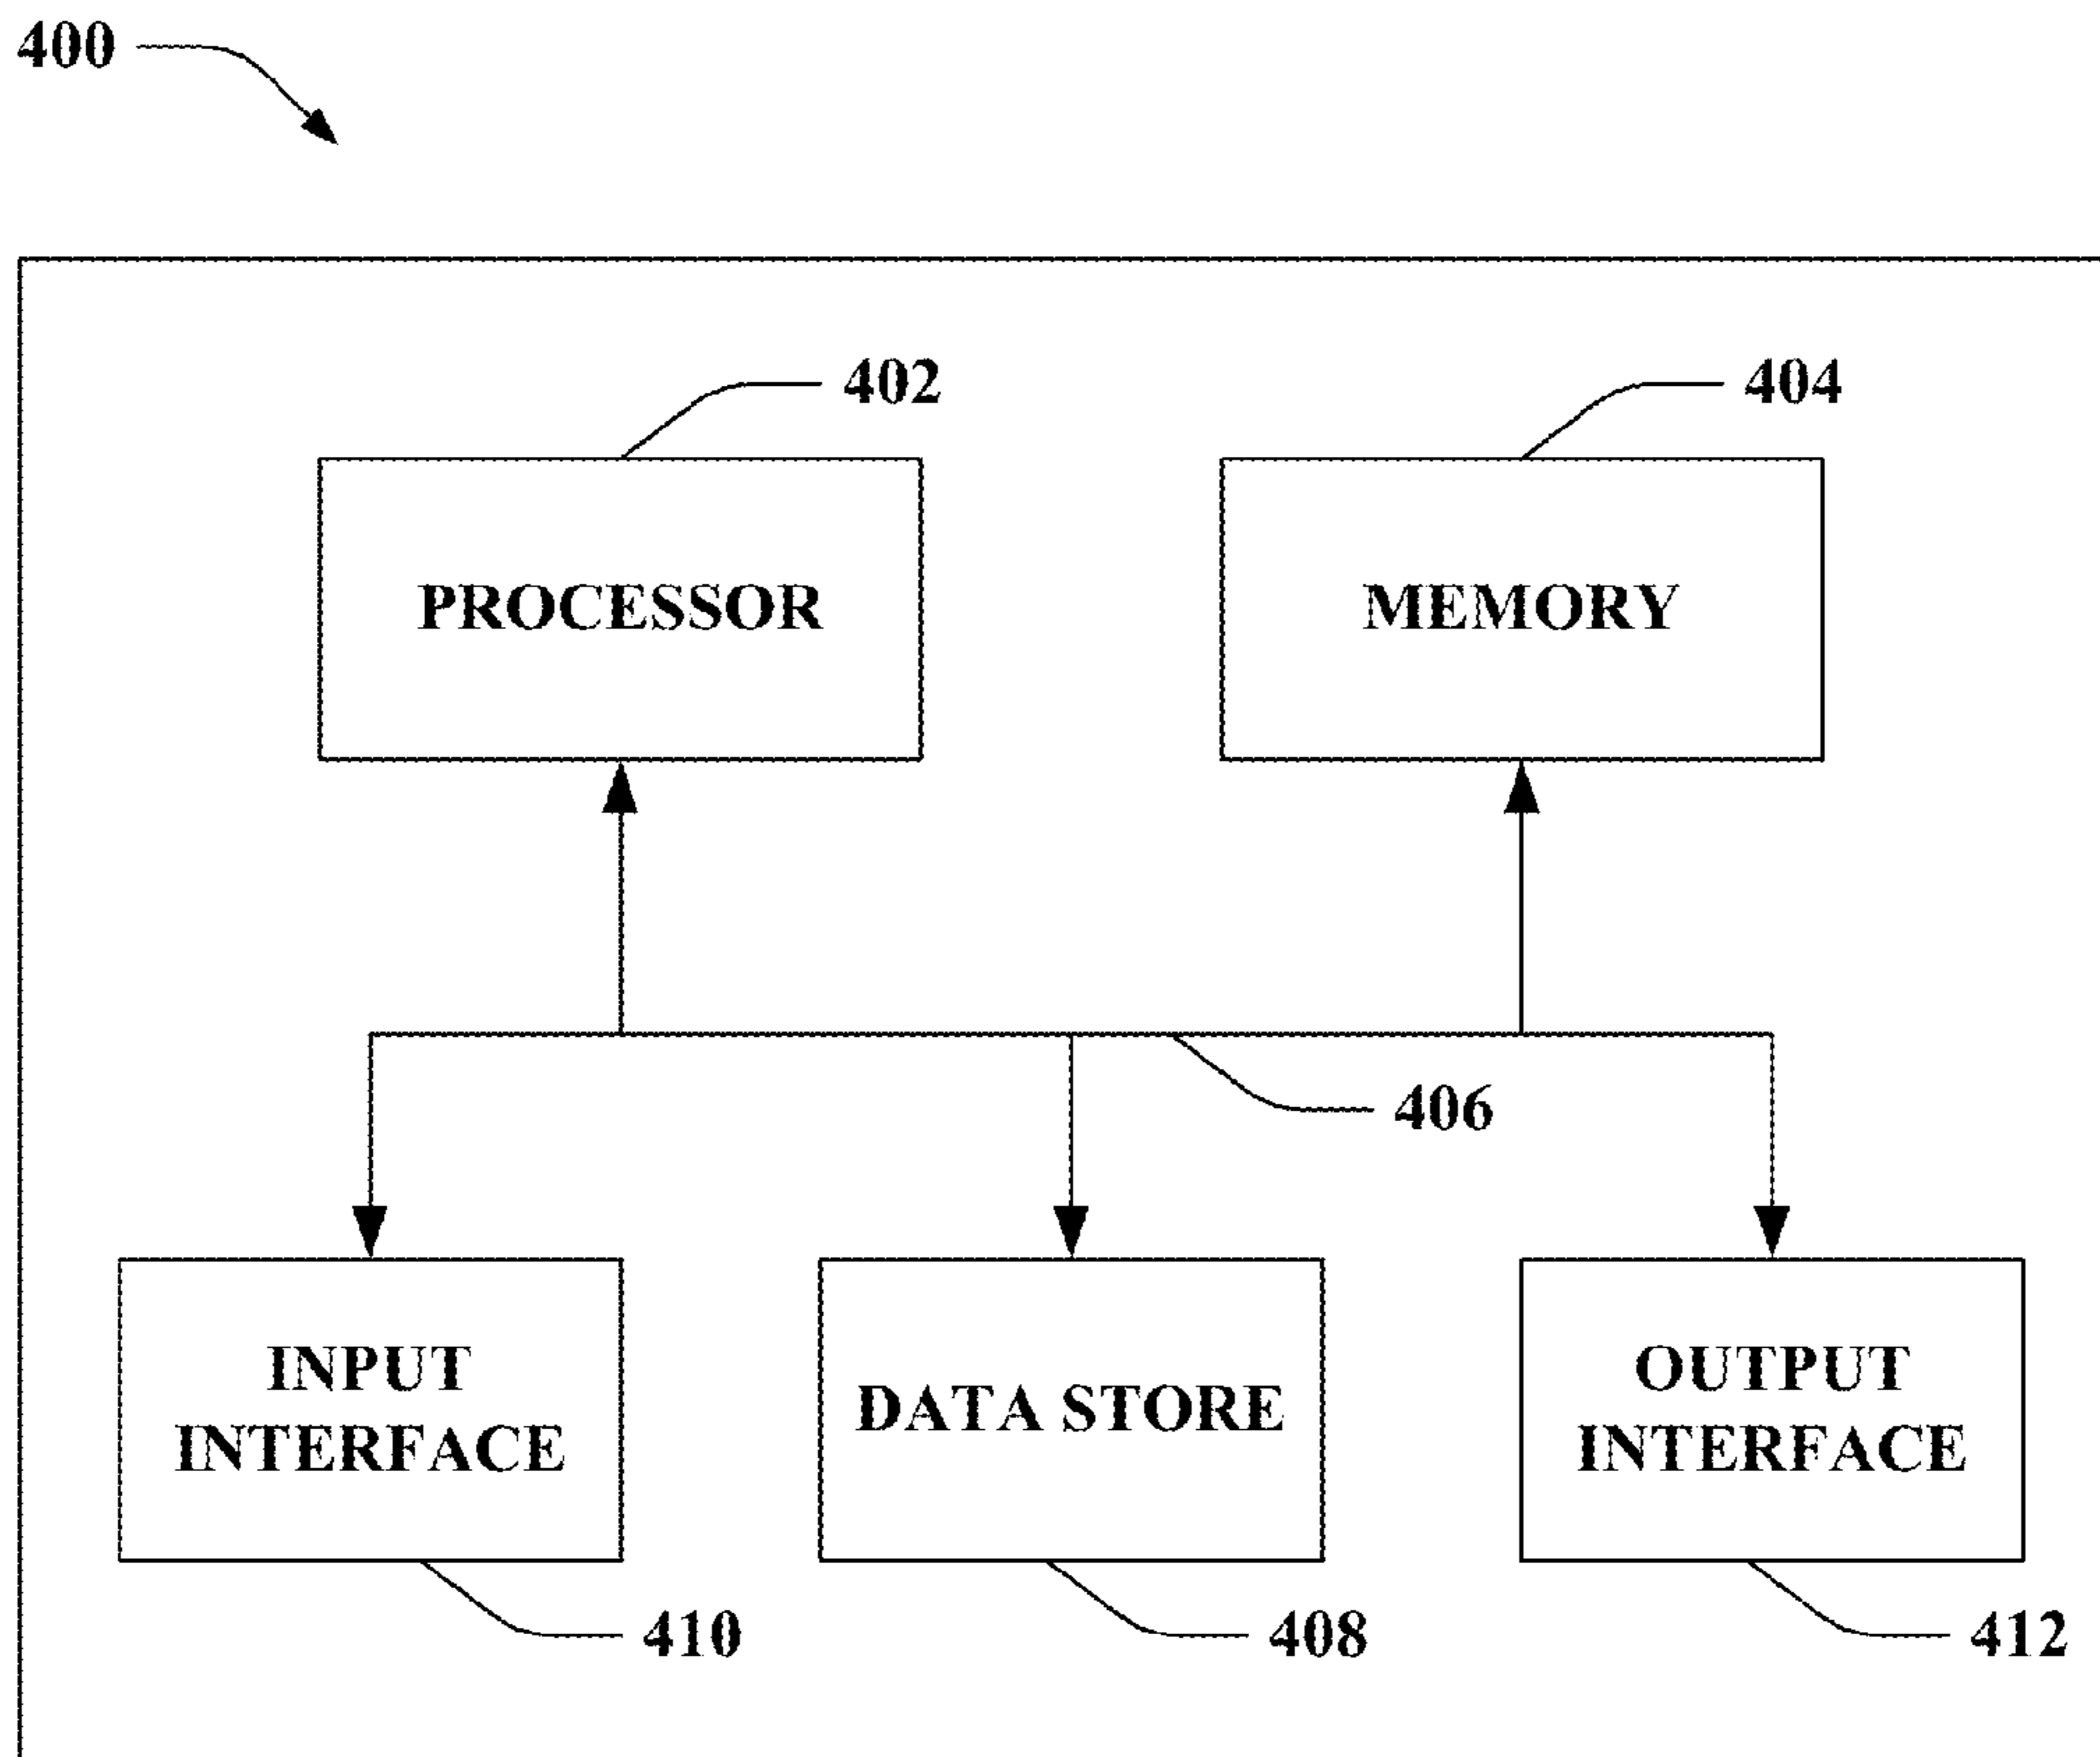 400
402
404
PROCESSOR
MEMORY
406
INPUT
INTERFACE
DATA STORE
OUTPUT
INTERFACE
410
408
412